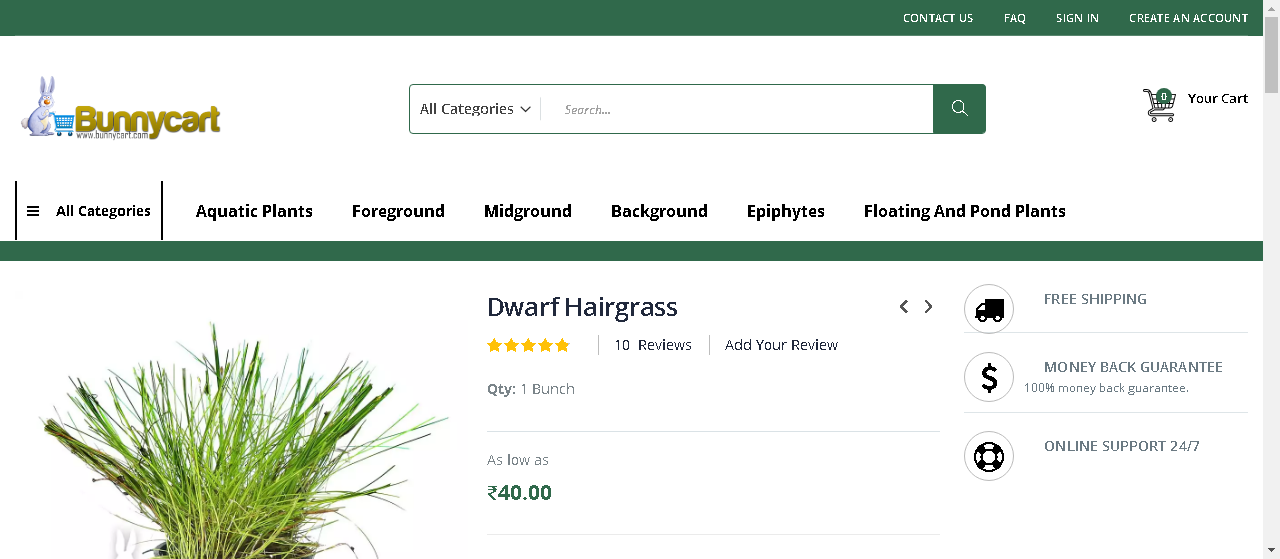 CONTACT US FAQ SIGN IN CREATE AN ACCOUNT
Bunnycart
www.bunnycart.com
All Categories Search... 0 Your Cart
All Categories Aquatic Plants Foreground Midground Background Epiphytes Floating And Pond Plants
Dwarf Hairgrass
10 Reviews Add Your Review
Qty: 1 Bunch
As low as
₹40.00
FREE SHIPPING
MONEY BACK GUARANTEE
100% money back guarantee.
ONLINE SUPPORT 24/7